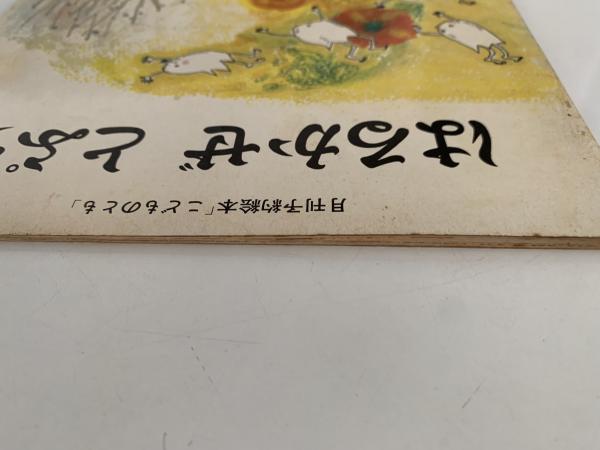 月刊予約絵本「こどものとも」
はるかぜ とぷ